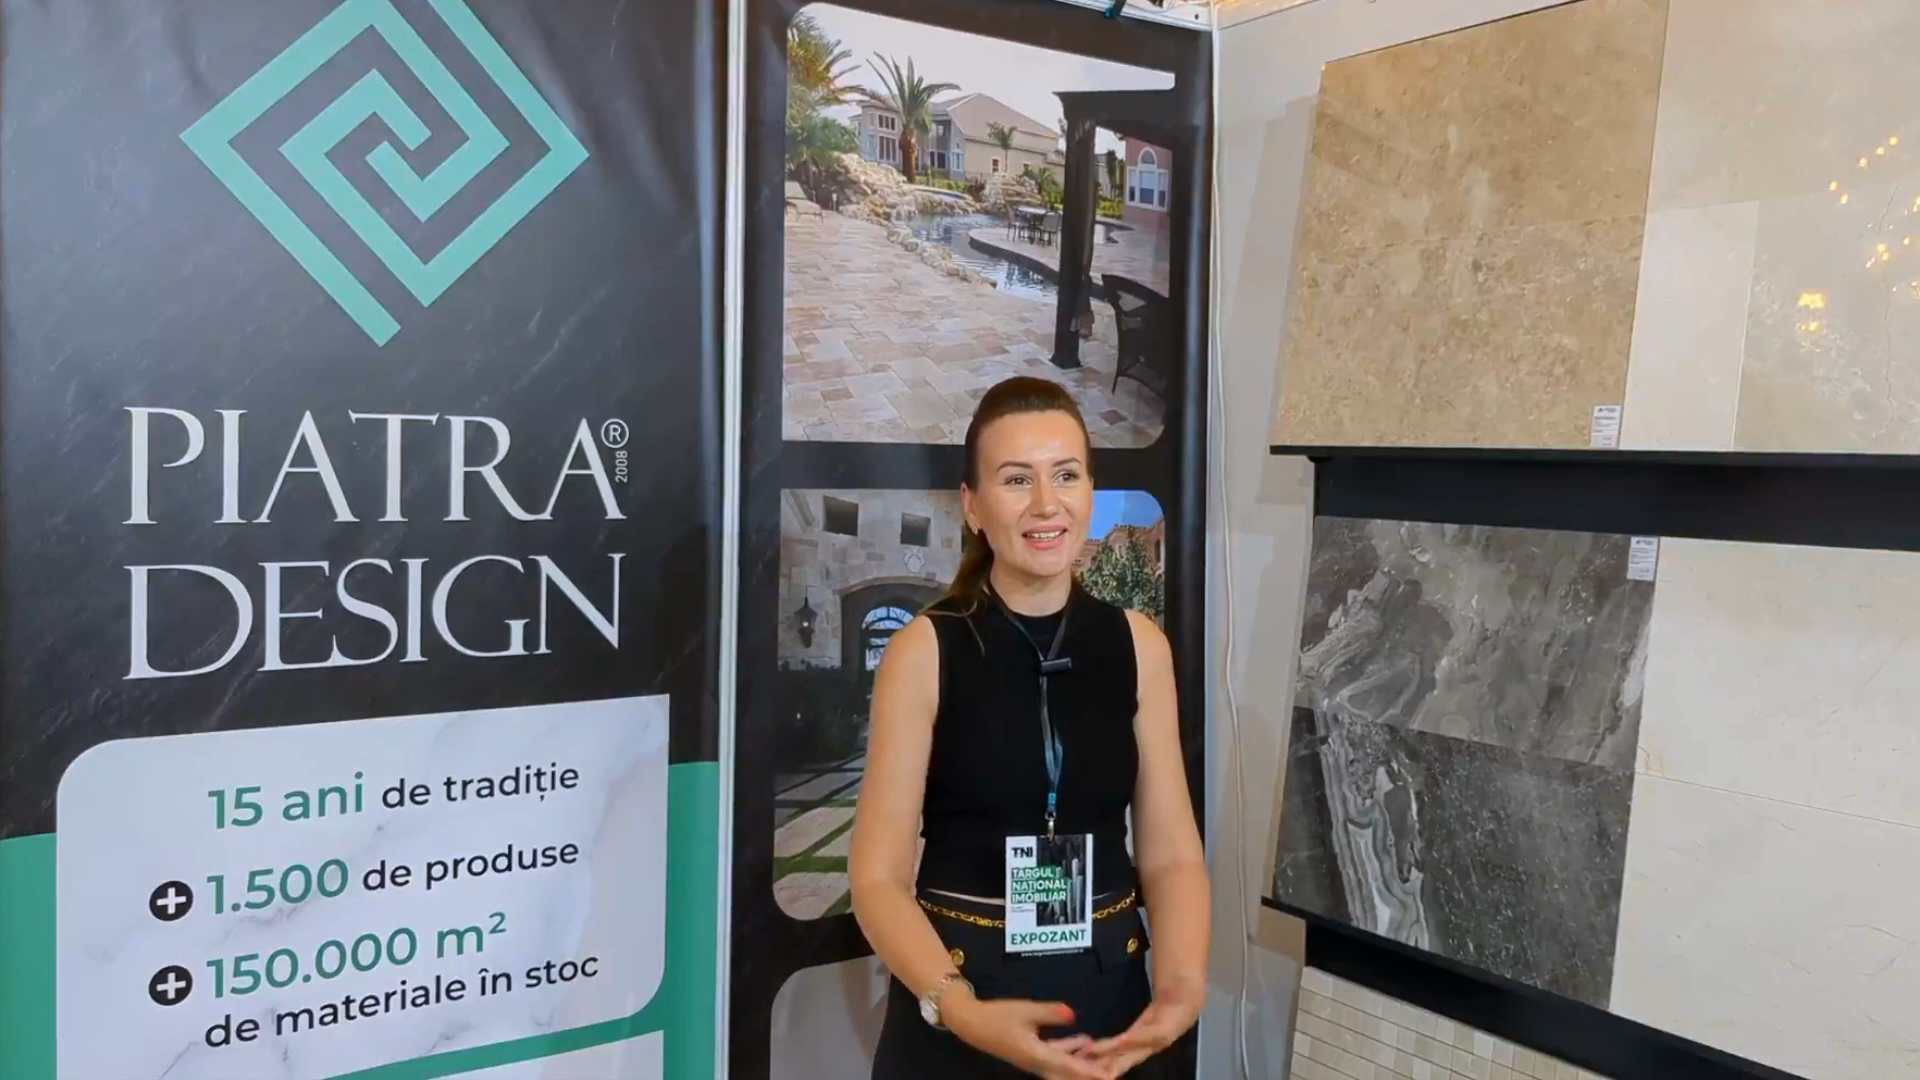 PIATRA®
2008
DESIGN
15 ani de tradiție
+ 1.500 de produse
+ 150.000 m²
de materiale în stoc
TNI
TARGUL
NAȚIONAL
IMOBILIAR
EXPOZANT